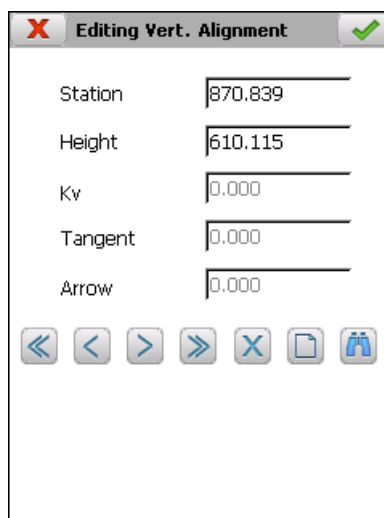 Editing Vert. Alignment
Station 870.839
Height 610.115
Kv 0.000
Tangent 0.000
Arrow 0.000